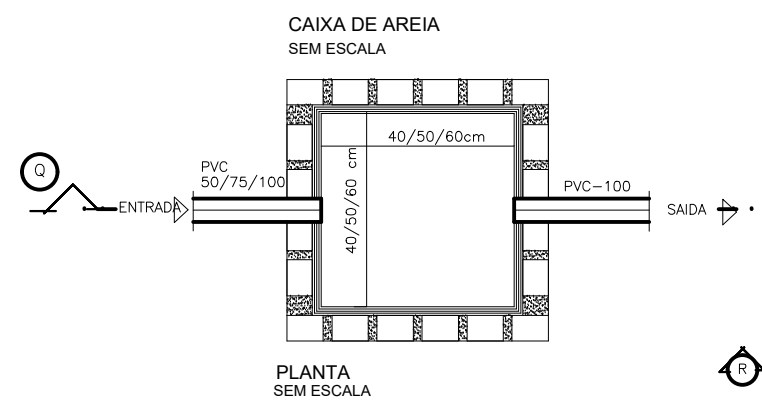 CAIXA DE AREIA
SEM ESCALA
40/50/60cm
40/50/60 cm
PVC
50/75/100
PVC-100
Q
ENTRADA
SAIDA
PLANTA
SEM ESCALA
R